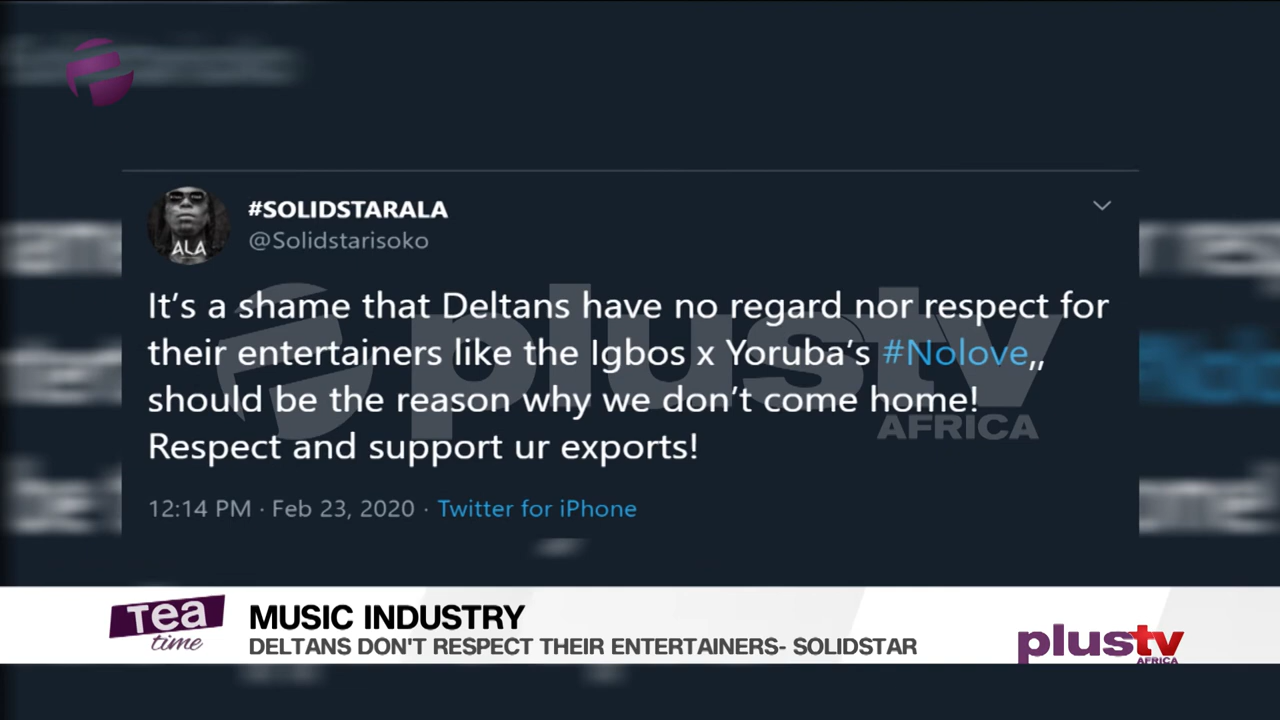 #SOLIDSTARALA
@Solidstarisoko
ALA
It's a shame that Deltans have no regard nor respect for
their entertainers like the Igbos x Yoruba's #Nolove,,
should be the reason why we don't come home!
Respect and support ur exports!
plustv
AFRICA
12:14 PM · Feb 23, 2020 · Twitter for iPhone
Tea
time
MUSIC INDUSTRY
DELTANS DON'T RESPECT THEIR ENTERTAINERS- SOLIDSTAR
plustv
AFRICA